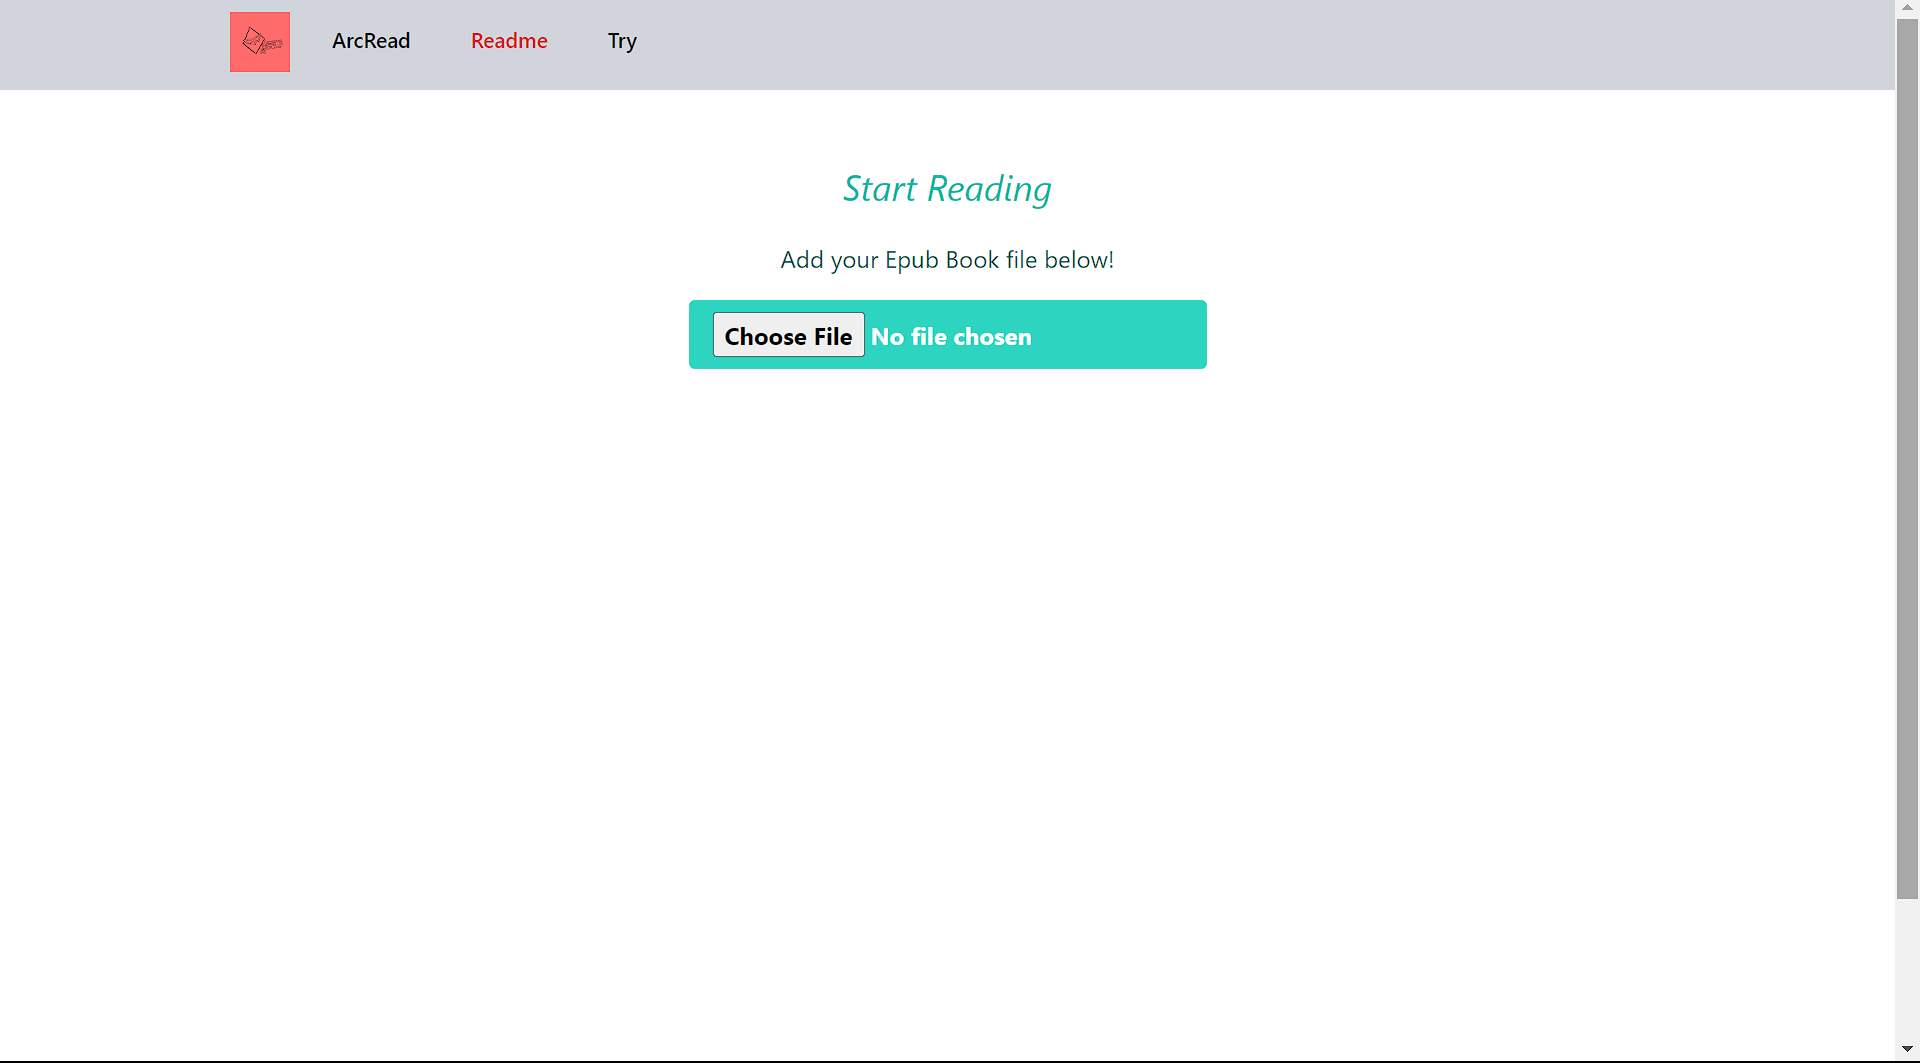 ArcRead Readme Try
Start Reading
Add your Epub Book file below!
Choose File No file chosen